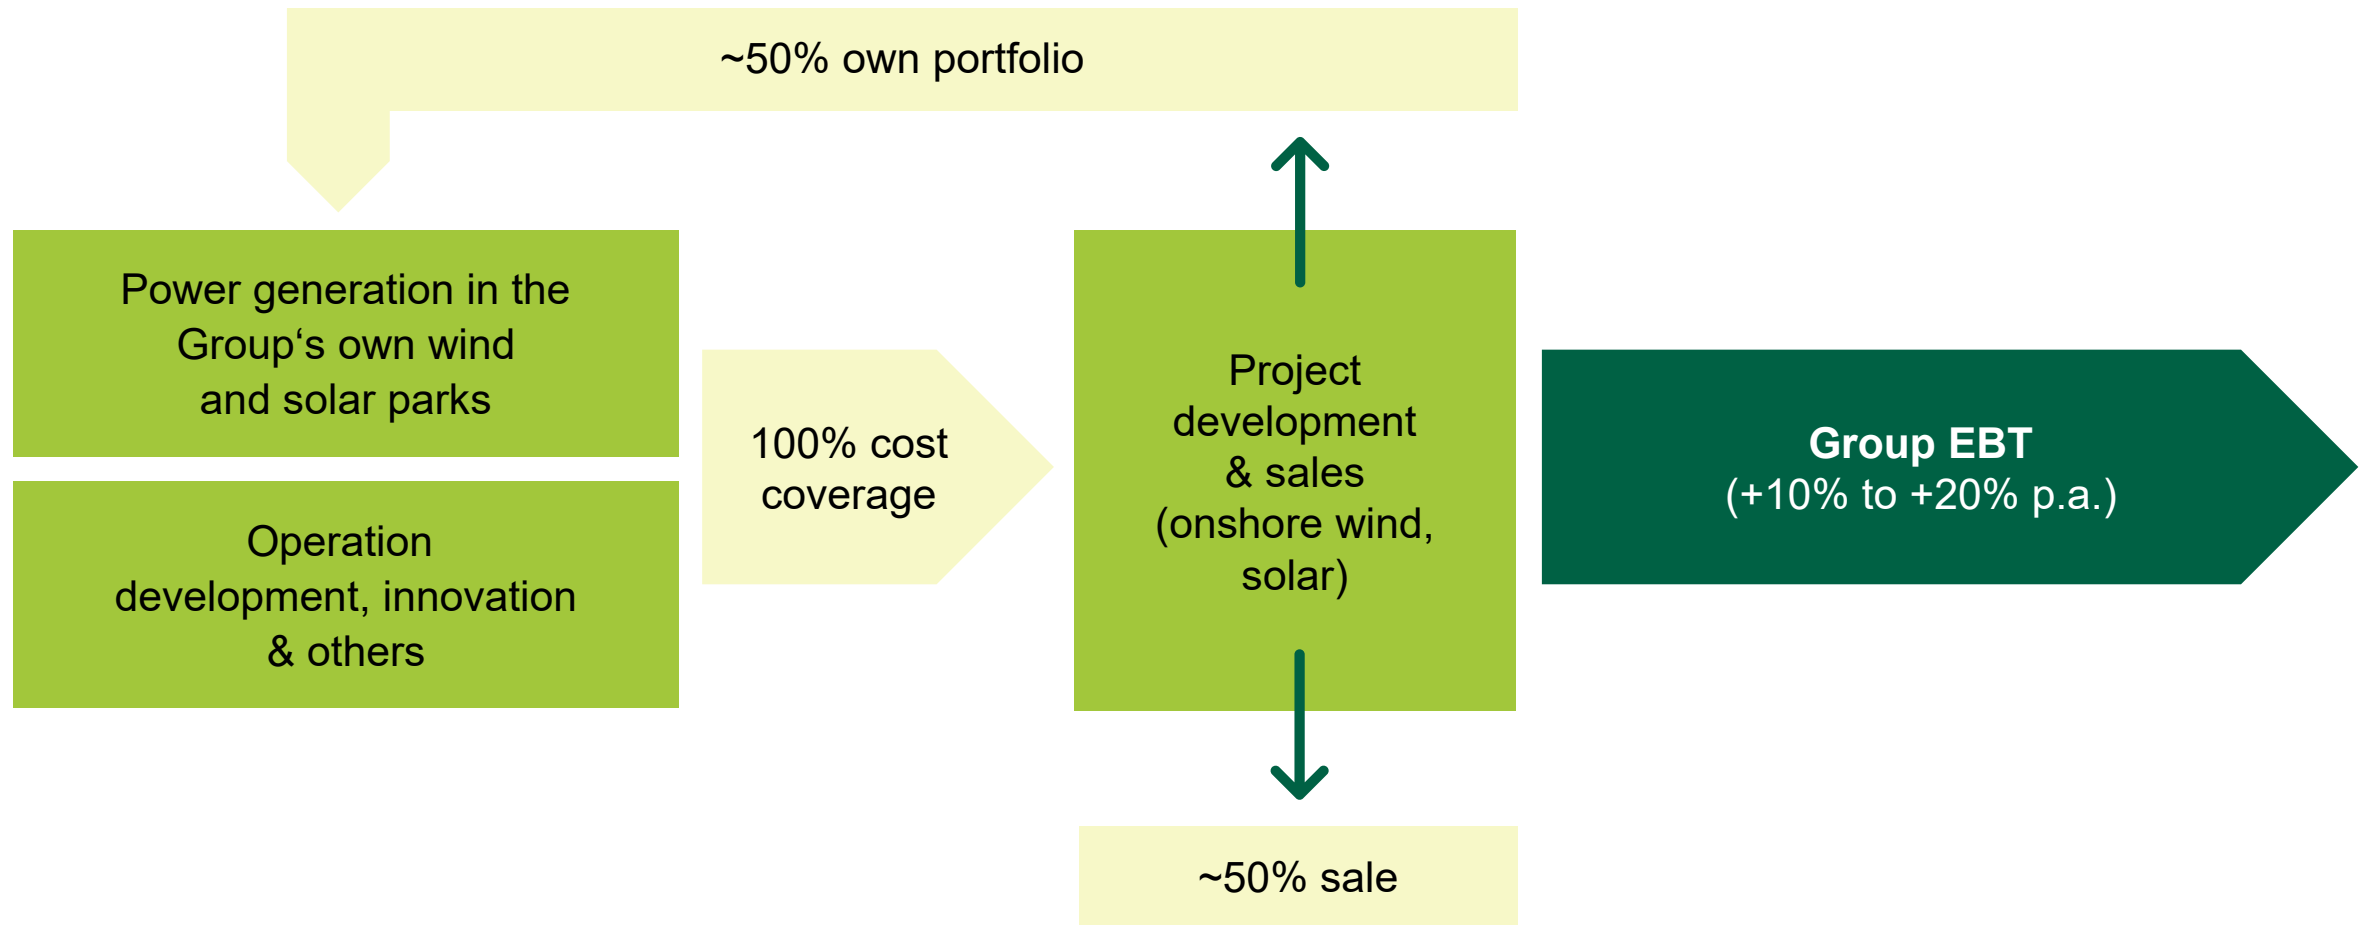 ~50% own portfolio
Power generation in the
Group‘s own wind
and solar parks
Operation
development, innovation
& others
100% cost
coverage
Project
development
& sales
(onshore wind,
solar)
Group EBT
(+10% to +20% p.a.)
~50% sale